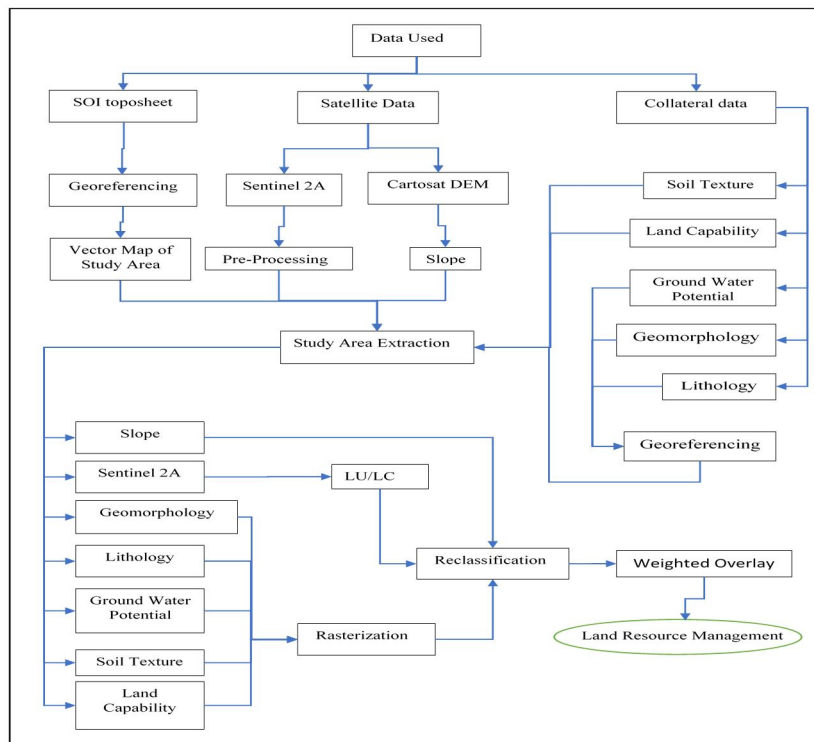 Data Used
SOI toposheet
Satellite Data
Collateral data
Georeferencing
Sentinel 2A
Cartosat DEM
Soil Texture
Vector Map of
Study Area
Pre-Processing
Slope
Land Capability
Ground Water
Potential
Study Area Extraction
Geomorphology
Lithology
Georeferencing
Slope
Sentinel 2A
LU/LC
Geomorphology
Lithology
Reclassification
Weighted Overlay
Ground Water
Potential
Rasterization
Land Resource Management
Soil Texture
Land
Capability